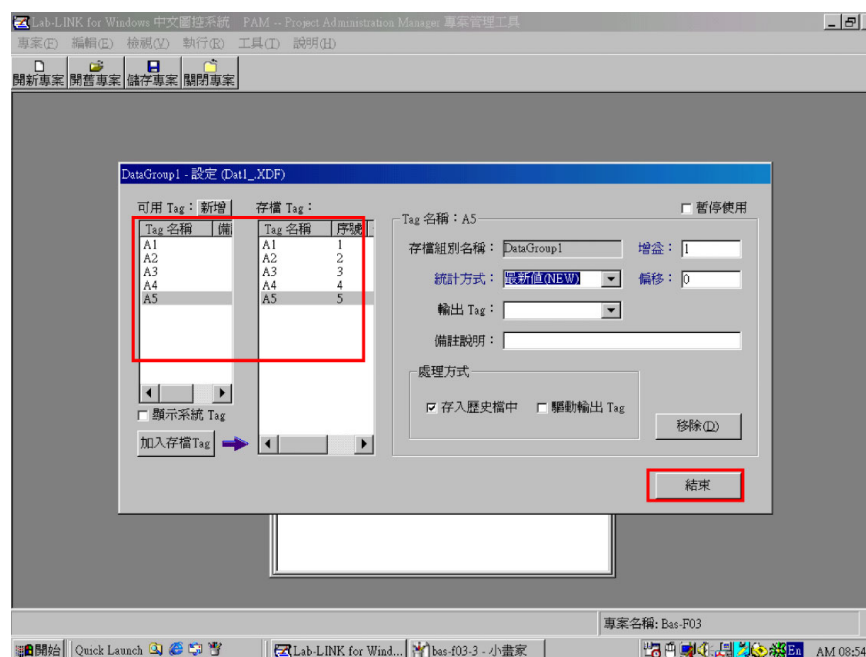 Lab-LINK for Windows 中文圖控系統 PAM -- Project Administration Manager 專案管理工具
專案(F) 編輯(E) 檢視(V) 執行(R) 工具(T) 說明(H)
開新專案 開舊專案 儲存專案 關閉專案
DataGroup1 - 設定 (Dat1_.XDF)
可用 Tag： 新增 存檔 Tag：
Tag 名稱 備
A1
A2
A3
A4
A5
顯示系統 Tag
加入存檔Tag
Tag 名稱 序號
A1 1
A2 2
A3 3
A4 4
A5 5
Tag 名稱：A5
暫停使用
存檔組別名稱： DataGroup1 增益： 1
統計方式： 最新值(NEW) 偏移： 0
輸出 Tag：
備註說明：
處理方式
存入歷史檔中 驅動輸出 Tag
移除(D)
結束
專案名稱: Bas-F03
開始 Quick Launch Lab-LINK for Wind... bas-f03-3 - 小畫家 En AM 08:54